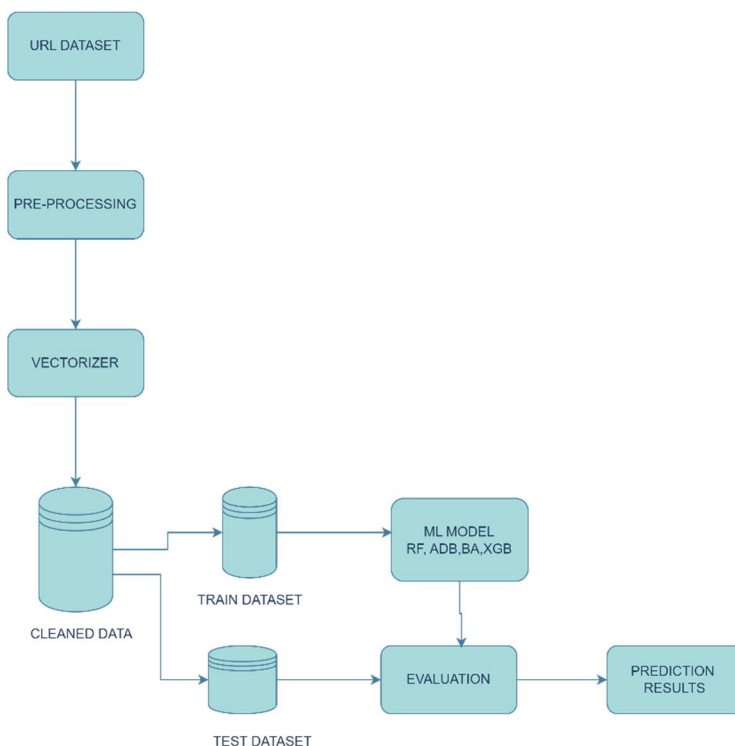 URL DATASET
PRE-PROCESSING
VECTORIZER
CLEANED DATA
TRAIN DATASET
ML MODEL
RF, ADB,BA,XGB
TEST DATASET
EVALUATION
PREDICTION
RESULTS